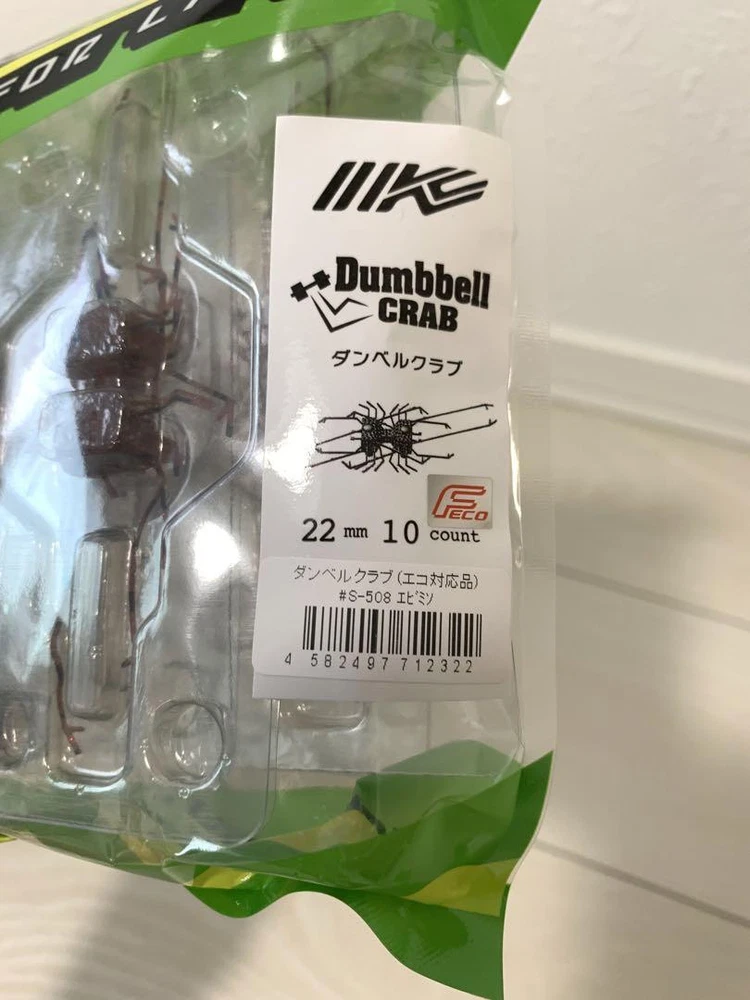 FOR L
IIIKE
Dumbbell
CRAB
ダンベルクラブ
FECO
22 mm 10 count
ダンベルクラブ(エコ対応品)
#S-508 エビミソ
4 582497 712322